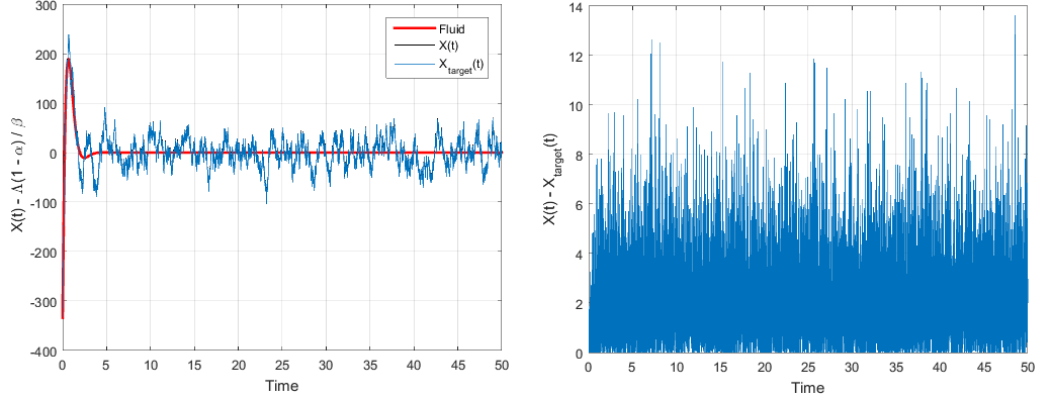 300
200
100
0
-100
-200
-300
-400
X(t) - Λ(1 - α) / β
0 5 10 15 20 25 30 35 40 45 50
Time
Fluid
X(t)
X_target(t)
14
12
10
8
6
4
2
0
X(t) - X_target(t)
0 5 10 15 20 25 30 35 40 45 50
Time